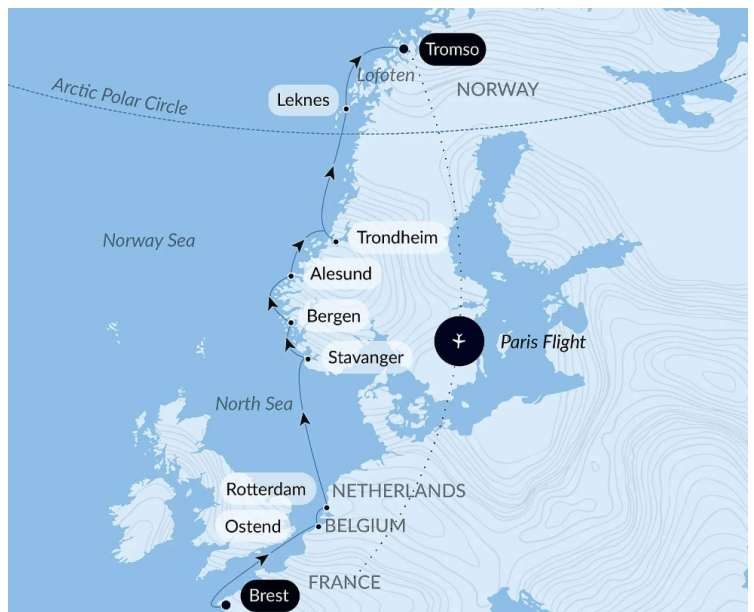 Tromso
Lofoten
NORWAY
Arctic Polar Circle
Leknes
Norway Sea
Trondheim
Alesund
Bergen
Paris Flight
Stavanger
North Sea
Rotterdam
NETHERLANDS
Ostend
BELGIUM
FRANCE
Brest